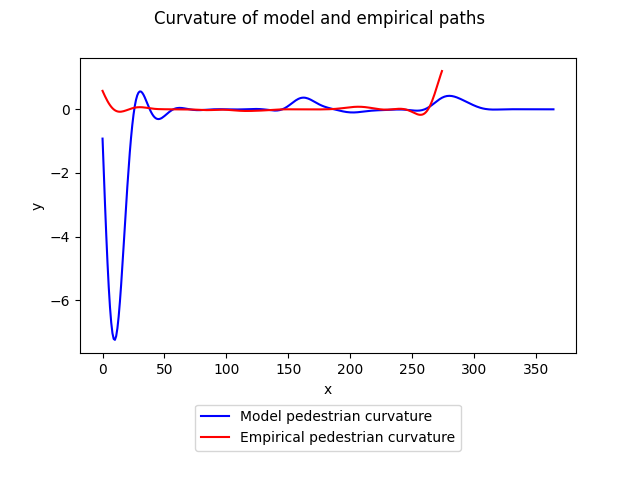 Curvature of model and empirical paths
0
−2
−4
−6
y
0 50 100 150 200 250 300 350
x
Model pedestrian curvature
Empirical pedestrian curvature